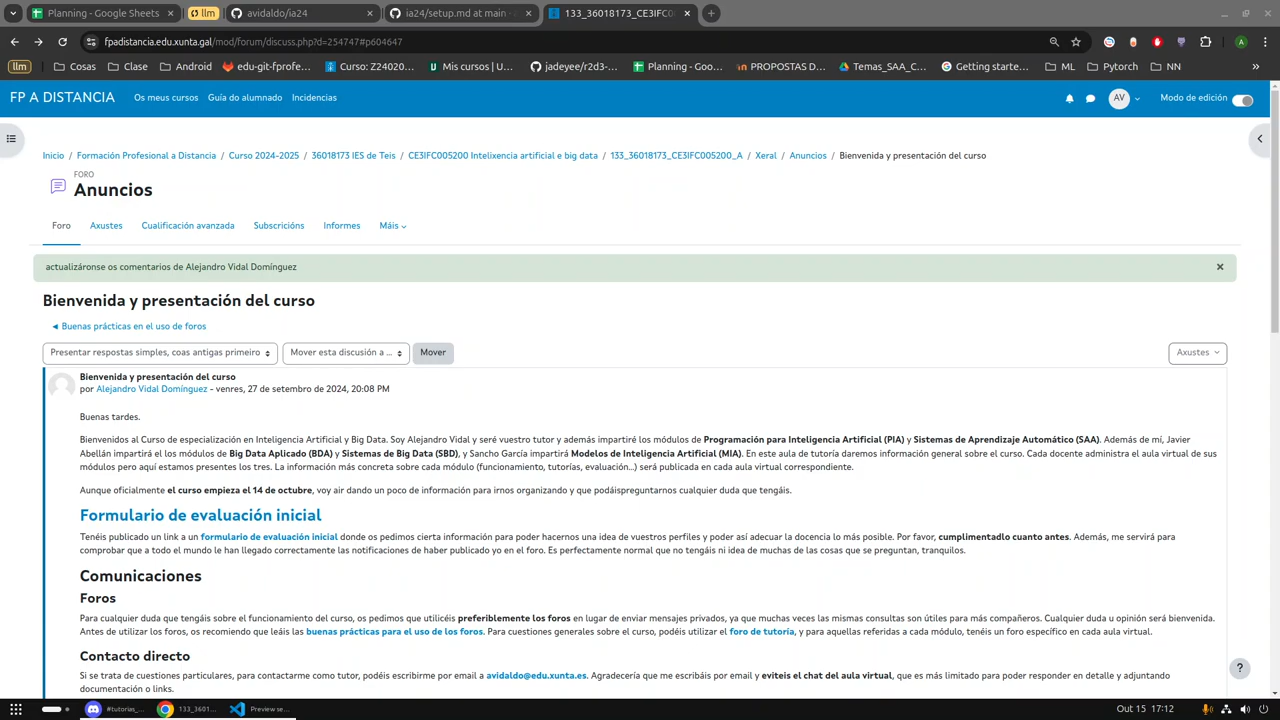 Planning - Google Sheets
llm
avidaldo/ia24
ia24/setup.md at main
133_36018173_CE3IFC0
fpadistancia.edu.xunta.gal/mod/forum/discuss.php?d=254747#p604647
A
llm
Cosas
Clase
Android
edu-git-profe...
Curso: Z24020...
Mis cursos | U...
jadeyee/r2d3-...
Planning - Goo...
PROPOSTAS D...
Temas_SAA_C...
Getting starte...
ML
Pytorch
NN
FP A DISTANCIA
Os meus cursos
Guía do alumnado
Incidencias
AV
Modo de edición
Inicio / Formación Profesional a Distancia / Curso 2024-2025 / 36018173 IES de Teis / CE3IFC005200 Intelixencia artificial e big data / 133_36018173_CE3IFC005200_A / Xeral / Anuncios / Bienvenida y presentación del curso
FORO
Anuncios
Foro
Axustes
Cualificación avanzada
Subscricións
Informes
Máis
actualizáronse os comentarios de Alejandro Vidal Domínguez
Bienvenida y presentación del curso
◄ Buenas prácticas en el uso de foros
Presentar respostas simples, coas antigas primeiro
Mover esta discusión a ...
Mover
Axustes
Bienvenida y presentación del curso
por Alejandro Vidal Domínguez - venres, 27 de setembro de 2024, 20:08 PM
Buenas tardes.
Bienvenidos al Curso de especialización en Inteligencia Artificial y Big Data. Soy Alejandro Vidal y seré vuestro tutor y además impartiré los módulos de Programación para Inteligencia Artificial (PIA) y Sistemas de Aprendizaje Automático (SAA). Además de mí, Javier
Abellán impartirá el los módulos de Big Data Aplicado (BDA) y Sistemas de Big Data (SBD), y Sancho García impartirá Modelos de Inteligencia Artificial (MIA). En este aula de tutoría daremos información general sobre el curso. Cada docente administra el aula virtual de sus
módulos pero aquí estamos presentes los tres. La información más concreta sobre cada módulo (funcionamiento, tutorías, evaluación...) será publicada en cada aula virtual correspondiente.
Aunque oficialmente el curso empieza el 14 de octubre, voy air dando un poco de información para irnos organizando y que podáispreguntarnos cualquier duda que tengáis.
Formulario de evaluación inicial
Tenéis publicado un link a un formulario de evaluación inicial donde os pedimos cierta información para poder hacernos una idea de vuestros perfiles y poder así adecuar la docencia lo más posible. Por favor, cumplimentadlo cuanto antes. Además, me servirá para
comprobar que a todo el mundo le han llegado correctamente las notificaciones de haber publicado yo en el foro. Es perfectamente normal que no tengáis ni idea de muchas de las cosas que se preguntan, tranquilos.
Comunicaciones
Foros
Para cualquier duda que tengáis sobre el funcionamiento del curso, os pedimos que utilicéis preferiblemente los foros en lugar de enviar mensajes privados, ya que muchas veces las mismas consultas son útiles para más compañeros. Cualquier duda u opinión será bienvenida.
Antes de utilizar los foros, os recomiendo que leáis las buenas prácticas para el uso de los foros. Para cuestiones generales sobre el curso, podéis utilizar el foro de tutoría, y para aquellas referidas a cada módulo, tenéis un foro específico en cada aula virtual.
Contacto directo
Si se trata de cuestiones particulares, para contactarme como tutor, podéis escribirme por email a avidaldo@edu.xunta.es. Agradecería que me escribáis por email y eviteis el chat del aula virtual, que es más limitado para poder responder en detalle y adjuntando
documentación o links.
?
#tutorias_...
133_3601...
Preview se...
Out 15 17:12